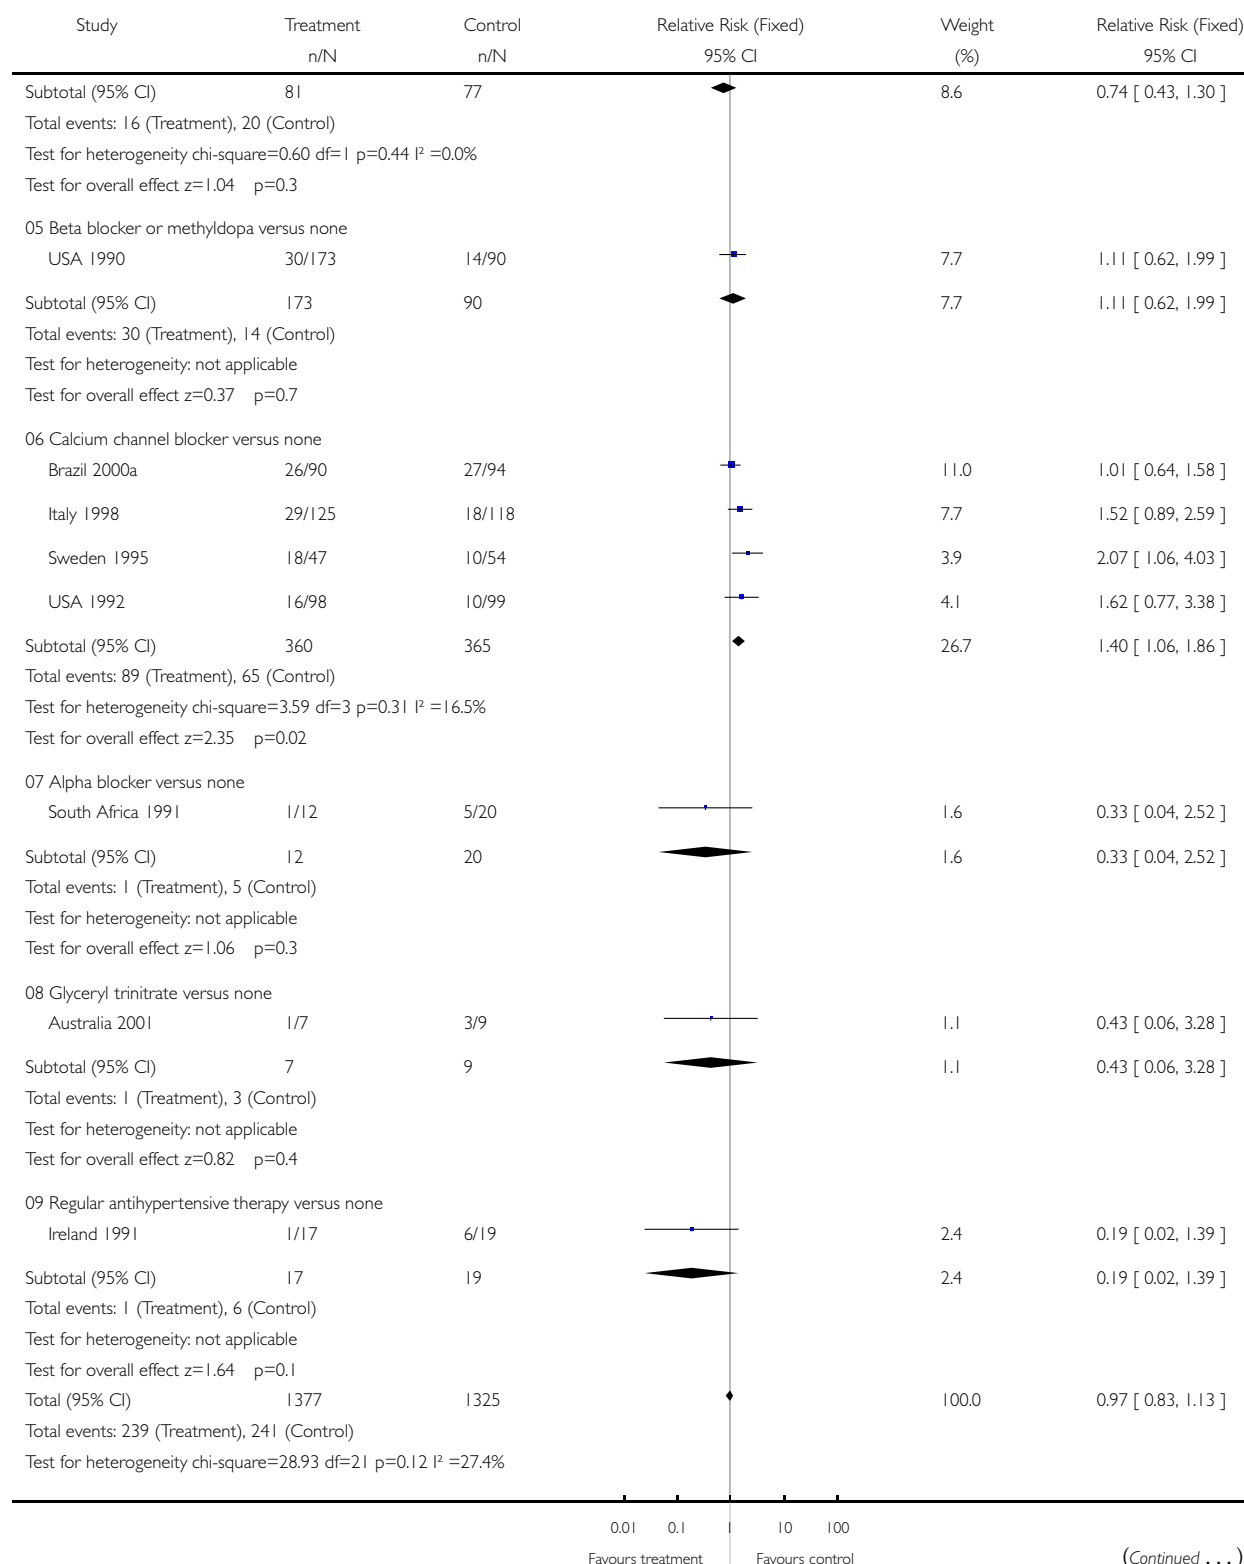 Study Treatment Control Relative Risk (Fixed) Weight Relative Risk (Fixed)
n/N n/N 95% CI (%) 95% CI
Subtotal (95% CI) 81 77 8.6 0.74 [ 0.43, 1.30 ]
Total events: 16 (Treatment), 20 (Control)
Test for heterogeneity chi-square=0.60 df=1 p=0.44 I² =0.0%
Test for overall effect z=1.04 p=0.3
05 Beta blocker or methyldopa versus none
USA 1990 30/173 14/90 7.7 1.11 [ 0.62, 1.99 ]
Subtotal (95% CI) 173 90 7.7 1.11 [ 0.62, 1.99 ]
Total events: 30 (Treatment), 14 (Control)
Test for heterogeneity: not applicable
Test for overall effect z=0.37 p=0.7
06 Calcium channel blocker versus none
Brazil 2000a 26/90 27/94 11.0 1.01 [ 0.64, 1.58 ]
Italy 1998 29/125 18/118 7.7 1.52 [ 0.89, 2.59 ]
Sweden 1995 18/47 10/54 3.9 2.07 [ 1.06, 4.03 ]
USA 1992 16/98 10/99 4.1 1.62 [ 0.77, 3.38 ]
Subtotal (95% CI) 360 365 26.7 1.40 [ 1.06, 1.86 ]
Total events: 89 (Treatment), 65 (Control)
Test for heterogeneity chi-square=3.59 df=3 p=0.31 I² =16.5%
Test for overall effect z=2.35 p=0.02
07 Alpha blocker versus none
South Africa 1991 1/12 5/20 1.6 0.33 [ 0.04, 2.52 ]
Subtotal (95% CI) 12 20 1.6 0.33 [ 0.04, 2.52 ]
Total events: 1 (Treatment), 5 (Control)
Test for heterogeneity: not applicable
Test for overall effect z=1.06 p=0.3
08 Glyceryl trinitrate versus none
Australia 2001 1/7 3/9 1.1 0.43 [ 0.06, 3.28 ]
Subtotal (95% CI) 7 9 1.1 0.43 [ 0.06, 3.28 ]
Total events: 1 (Treatment), 3 (Control)
Test for heterogeneity: not applicable
Test for overall effect z=0.82 p=0.4
09 Regular antihypertensive therapy versus none
Ireland 1991 1/17 6/19 2.4 0.19 [ 0.02, 1.39 ]
Subtotal (95% CI) 17 19 2.4 0.19 [ 0.02, 1.39 ]
Total events: 1 (Treatment), 6 (Control)
Test for heterogeneity: not applicable
Test for overall effect z=1.64 p=0.1
Total (95% CI) 1377 1325 100.0 0.97 [ 0.83, 1.13 ]
Total events: 239 (Treatment), 241 (Control)
Test for heterogeneity chi-square=28.93 df=21 p=0.12 I² =27.4%
0.01 0.1 1 10 100
Favours treatment Favours control (Continued . . . )